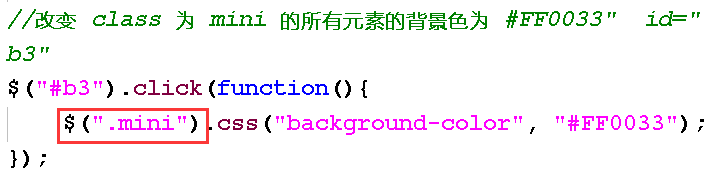 //改变 class 为 mini 的所有元素的背景色为 #FF0033"  id="
b3"
$("#b3").click(function(){
    $(".mini").css("background-color", "#FF0033");
});